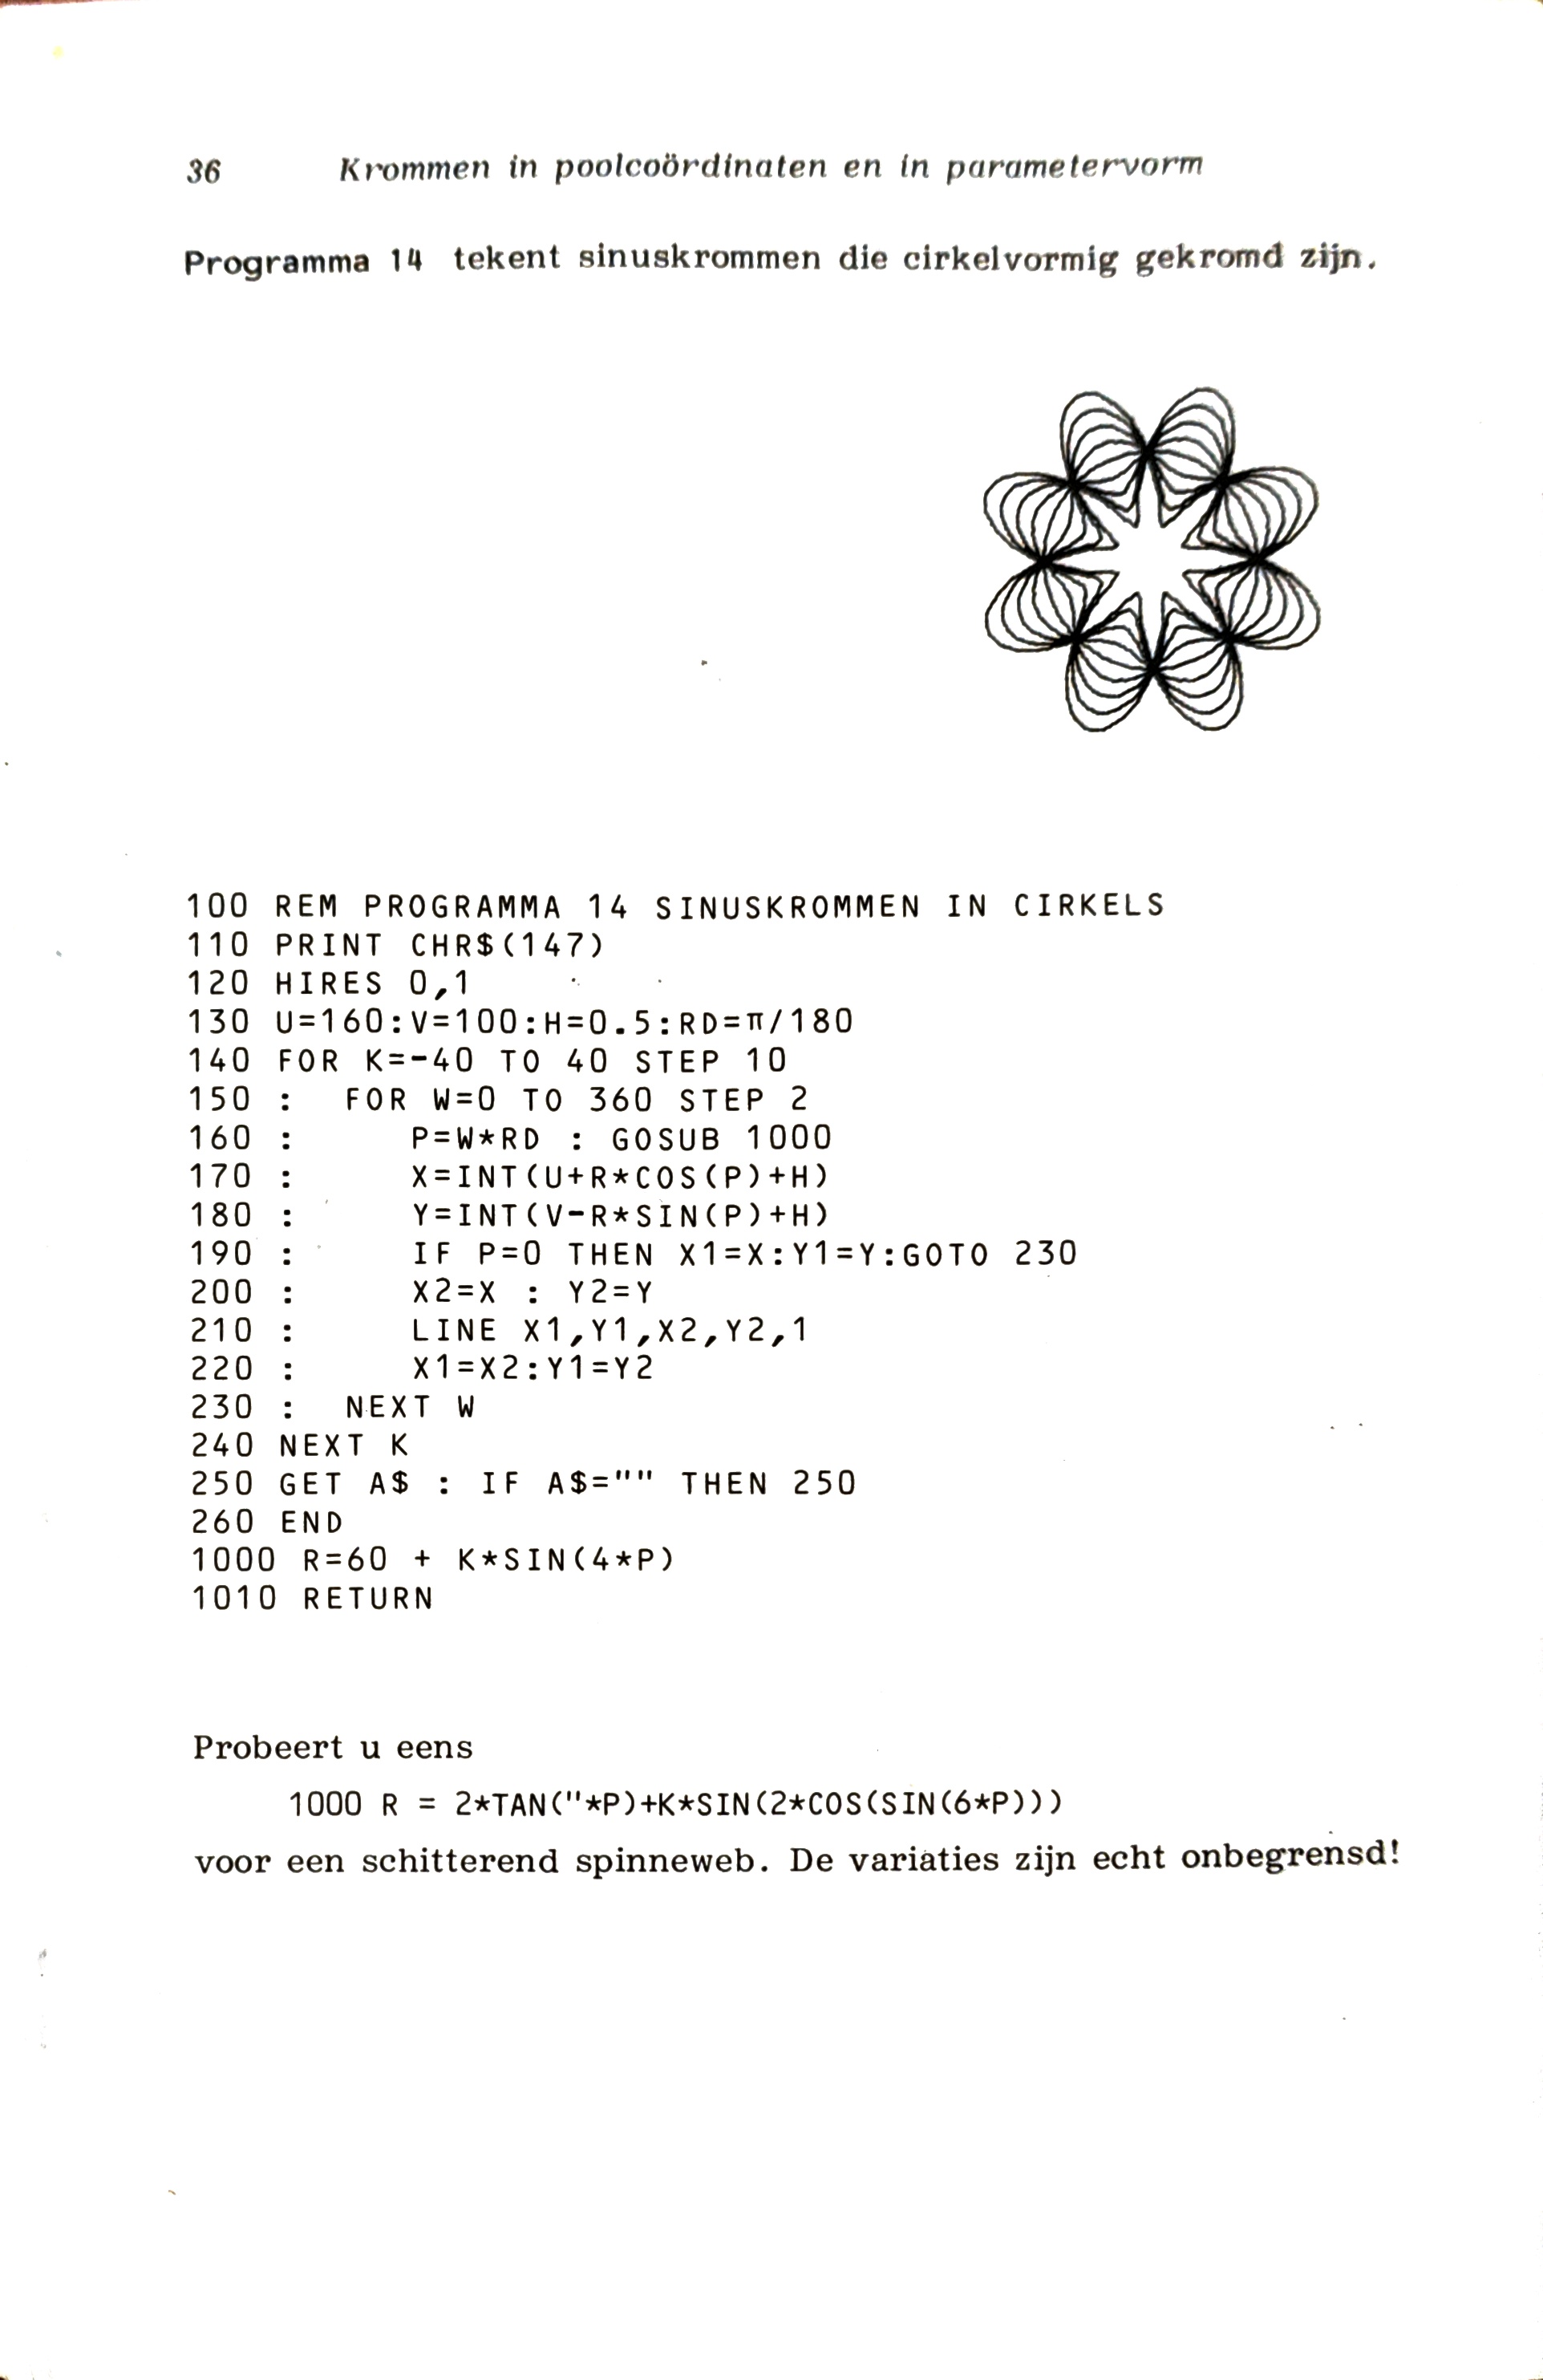 36 Krommen in poolcoördinaten en in parametervorm
Programma 14 tekent sinuskrommen die cirkelvormig gekromd zijn.
100 REM PROGRAMMA 14 SINUSKROMMEN IN CIRKELS
110 PRINT CHR$(147)
120 HIRES 0,1
130 U=160:V=100:H=0.5:RD=π/180
140 FOR K=-40 TO 40 STEP 10
150 : FOR W=0 TO 360 STEP 2
160 : P=W*RD : GOSUB 1000
170 : X=INT(U+R*COS(P)+H)
180 : Y=INT(V-R*SIN(P)+H)
190 : IF P=0 THEN X1=X:Y1=Y:GOTO 230
200 : X2=X : Y2=Y
210 : LINE X1,Y1,X2,Y2,1
220 : X1=X2:Y1=Y2
230 : NEXT W
240 NEXT K
250 GET A$ : IF A$="" THEN 250
260 END
1000 R=60 + K*SIN(4*P)
1010 RETURN
Probeert u eens
1000 R = 2*TAN("*P)+K*SIN(2*COS(SIN(6*P)))
voor een schitterend spinneweb. De variaties zijn echt onbegrensd!